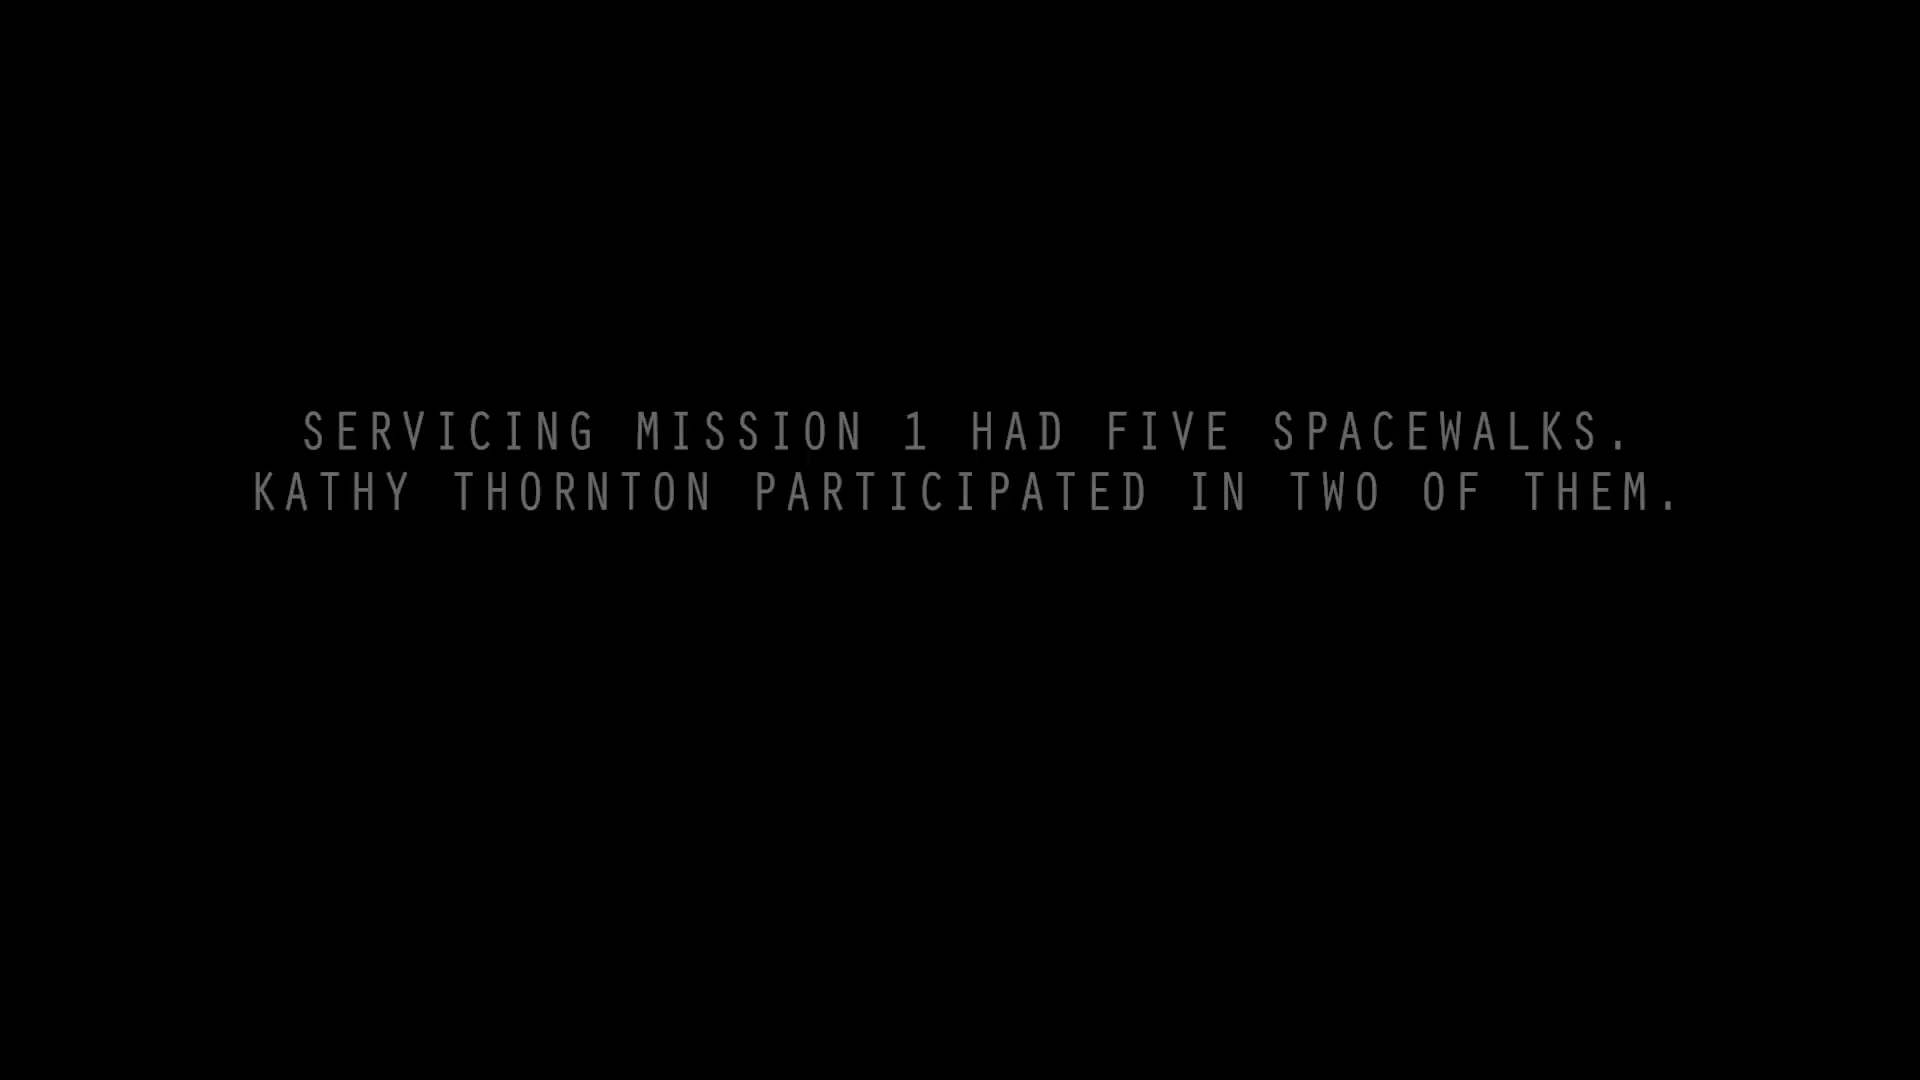 SERVICING MISSION 1 HAD FIVE SPACEWALKS.
KATHY THORNTON PARTICIPATED IN TWO OF THEM.